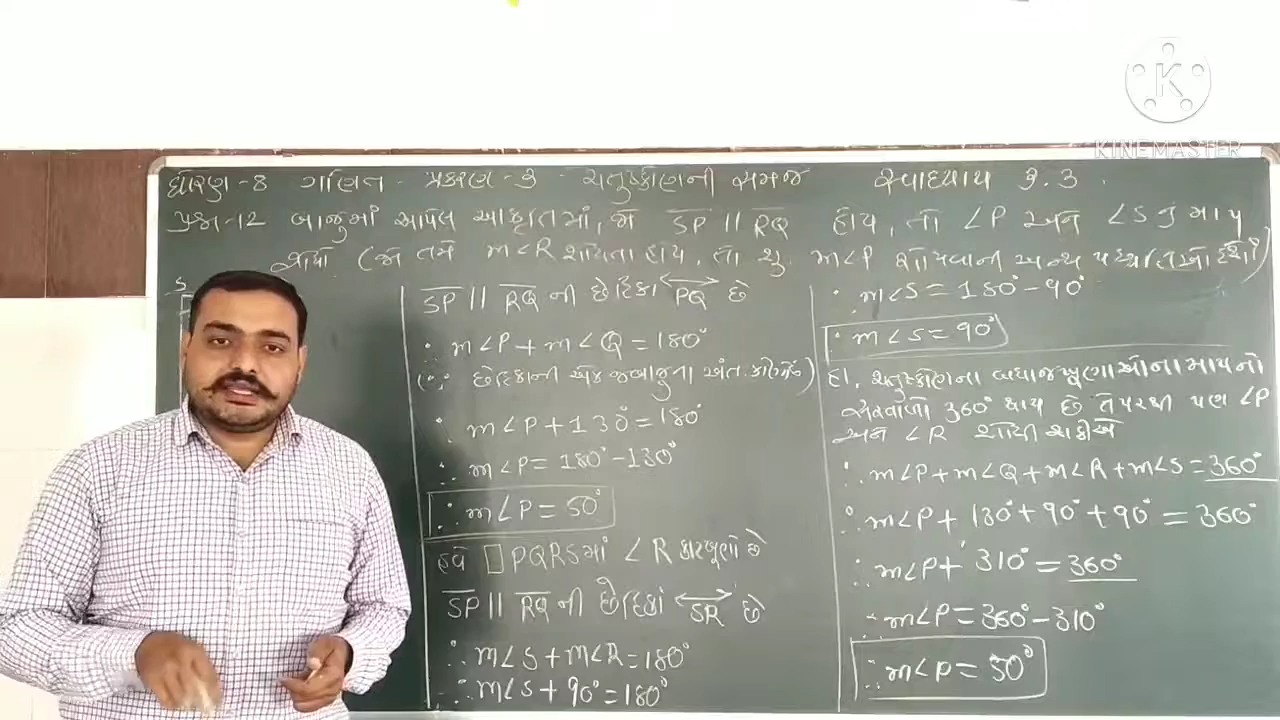 K
KINEMASTER
ધોરણ-8 ગણિત - પ્રકરણ-3 ચતુષ્કોણની સમજ સ્વાધ્યાય 3.3.
પ્રશ્ન-12 બાજુમાં આપેલ આકૃતિમાં, જો SP || RQ હોય, તો ∠P અને ∠S નું માપ
શોધો (જો તમે m∠R શોધતા હોય, તો શું m∠P શોધવાની અન્ય પધ્ધતિ
S
SP || RQ ની છેદિકા PQ છે
∴ m∠P + m∠Q = 180°
(∵ છેદિકાની એક જ બાજુના અંતઃકોણો છે)
∴ m∠P + 130° = 180°
∴ m∠P = 180° - 130°
∴ m∠P = 50°
હવે □PQRSમાં ∠R કાટખૂણો છે
SP || RQ ની છેદિકા SR છે
∴ m∠S + m∠R = 180°
∴ m∠S + 90° = 180°
∴ m∠S = 180° - 90°
∴ m∠S = 90°
હા, ચતુષ્કોણના બધાજ ખૂણાઓના માપનો
સરવાળો 360° થાય છે તે પરથી પણ ∠P
અને ∠R શોધી શકીએ
∴ m∠P + m∠Q + m∠R + m∠S = 360°
∴ m∠P + 130° + 90° + 90° = 360°
∴ m∠P + 310° = 360°
∴ m∠P = 360° - 310°
∴ m∠P = 50°